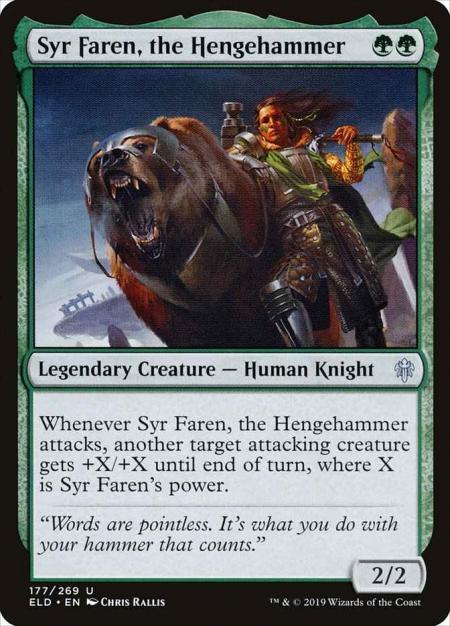 Syr Faren, the Hengehammer
Legendary Creature — Human Knight
Whenever Syr Faren, the Hengehammer
attacks, another target attacking creature
gets +X/+X until end of turn, where X
is Syr Faren's power.
“Words are pointless. It's what you do with
your hammer that counts.”
2/2
177/269 U
ELD • EN Chris Rallis
™ & © 2019 Wizards of the Coast